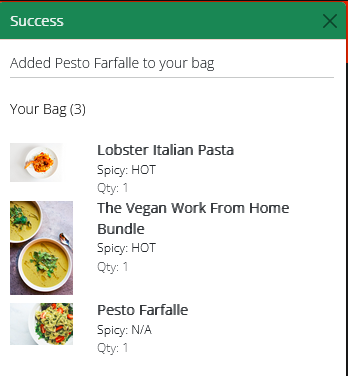 Success
Added Pesto Farfalle to your bag
Your Bag (3)
Lobster Italian Pasta
Spicy: HOT
Qty: 1
The Vegan Work From Home
Bundle
Spicy: HOT
Qty: 1
Pesto Farfalle
Spicy: N/A
Qty: 1